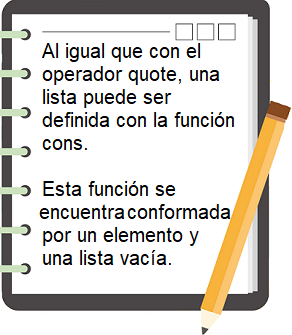 Al igual que con el
operador quote, una
lista puede ser
definida con la función
cons.
Esta función se
encuentra conformada
por un elemento y
una lista vacía.